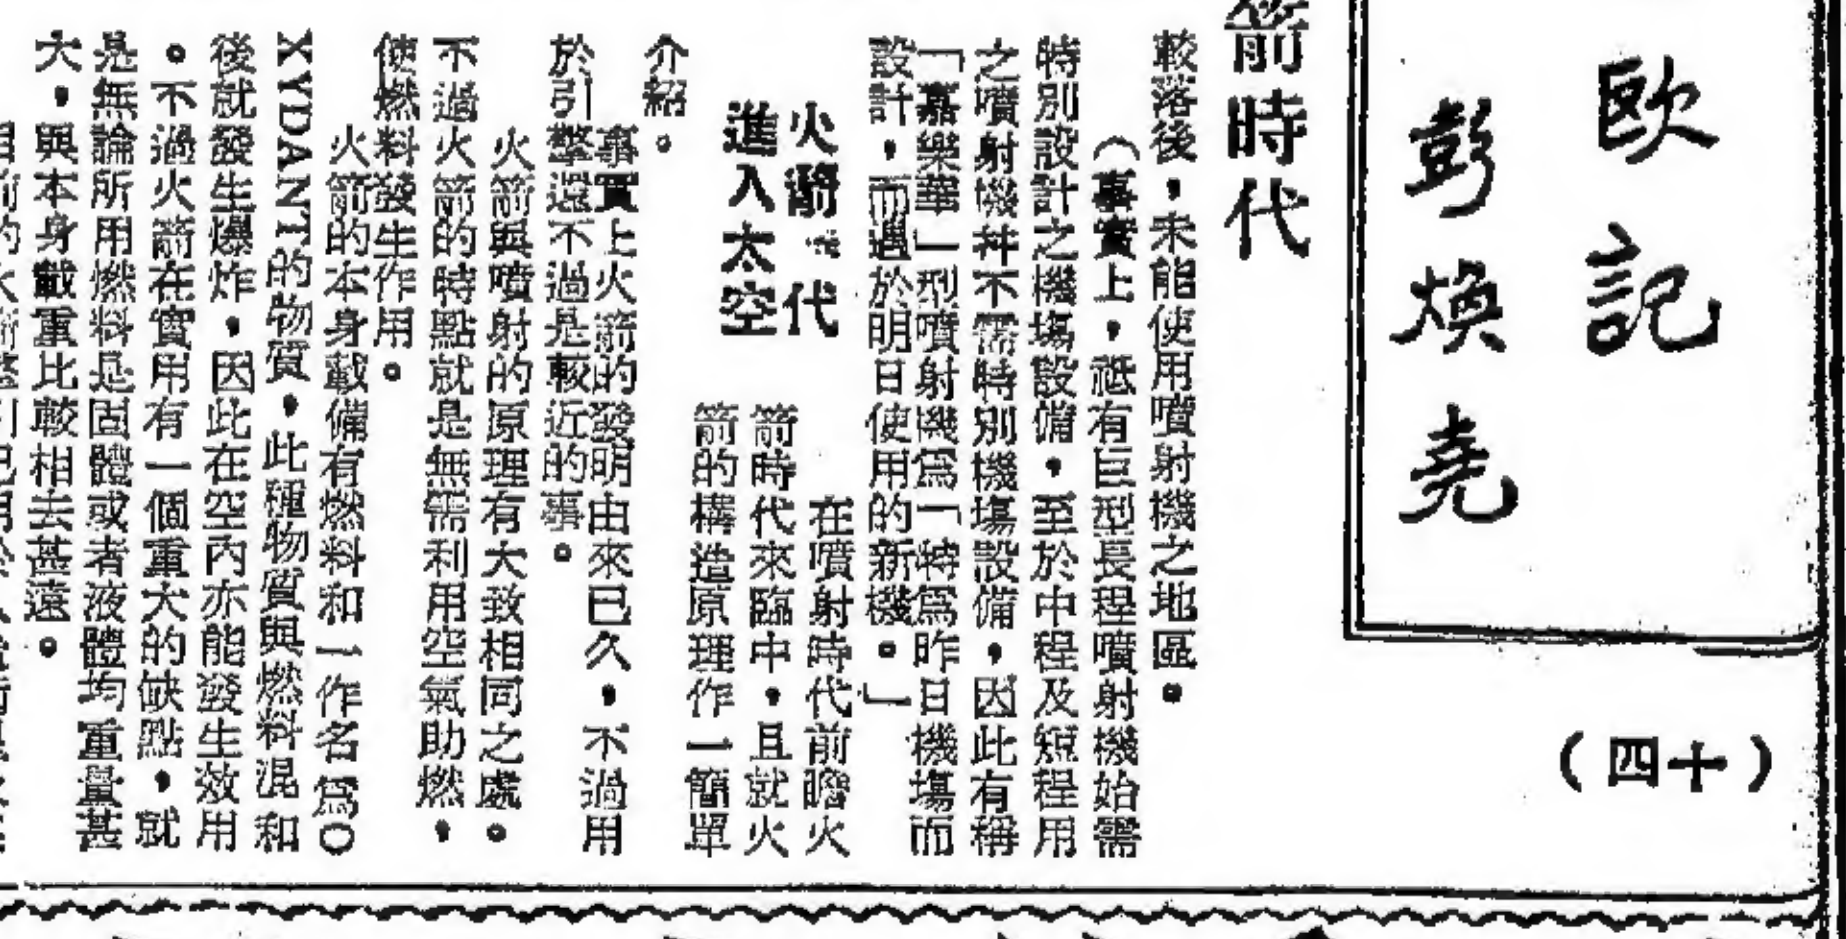 歐記
彭煥堯
（十四）
箭時代
較落後，未能使用噴射機之地區。
（事實上，祗有巨型長程噴射機始需
特別設計之機塲設備，至於中程及短程用
之噴射機幷不需特別機塲設備，因此有稱
「嘉樂華」型噴射機爲「特爲昨日機塲而
設計，而遇於明日使用的新機。」
火箭 代
進入太空
在噴射時代前瞻火
箭時代來臨中，且就火
箭的構造原理作一簡單
介紹。
事實上火箭的發明由來已久，不過用
於引擎還不過是較近的事。
火箭與噴射的原理有大致相同之處。
不過火箭的時點就是無需利用空氣助燃，
使燃料發生作用。
火箭的本身載備有燃料和一作名爲O
XYDANT的物質，此種物質與燃料混和
後就發生爆炸，因此在空內亦能發生效用
。不過火箭在實用有一個重大的缺點，就
是無論所用燃料是固體或者液體均重量甚
大，與本身載重比較相去甚遠。